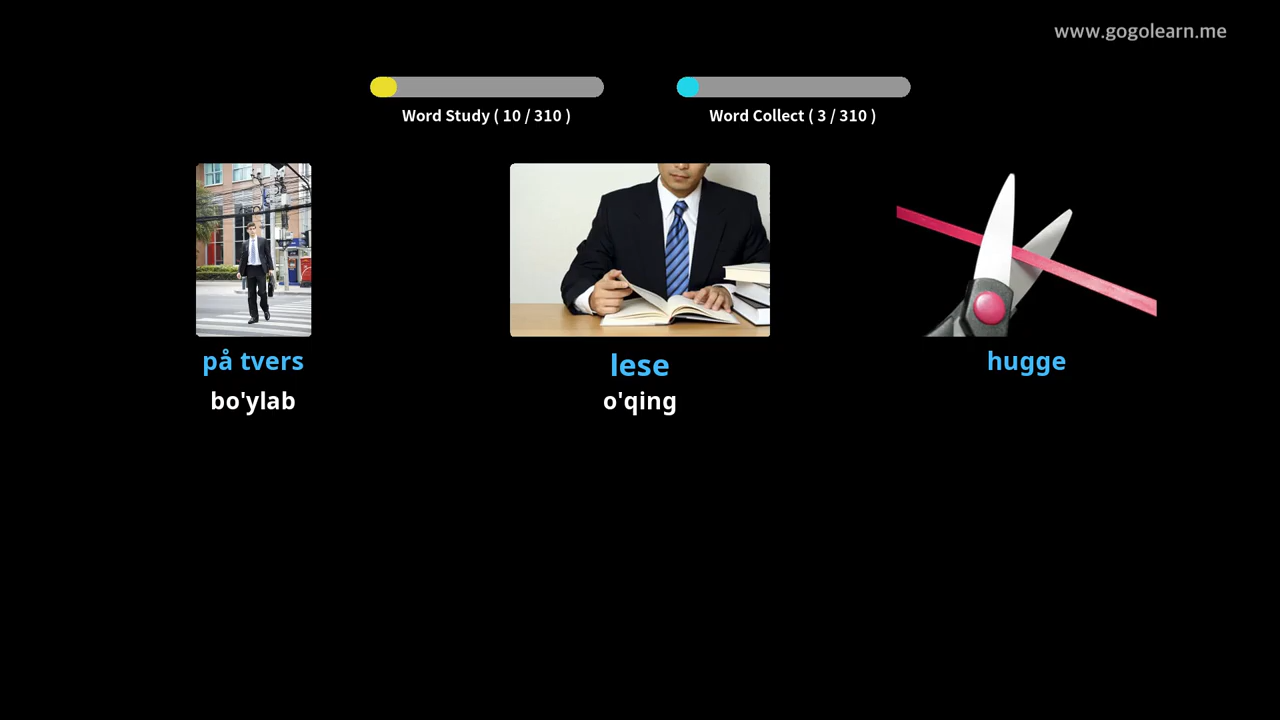 www.gogolearn.me
Word Study ( 10 / 310 )
Word Collect ( 3 / 310 )
på tvers
bo'ylab
lese
o'qing
hugge